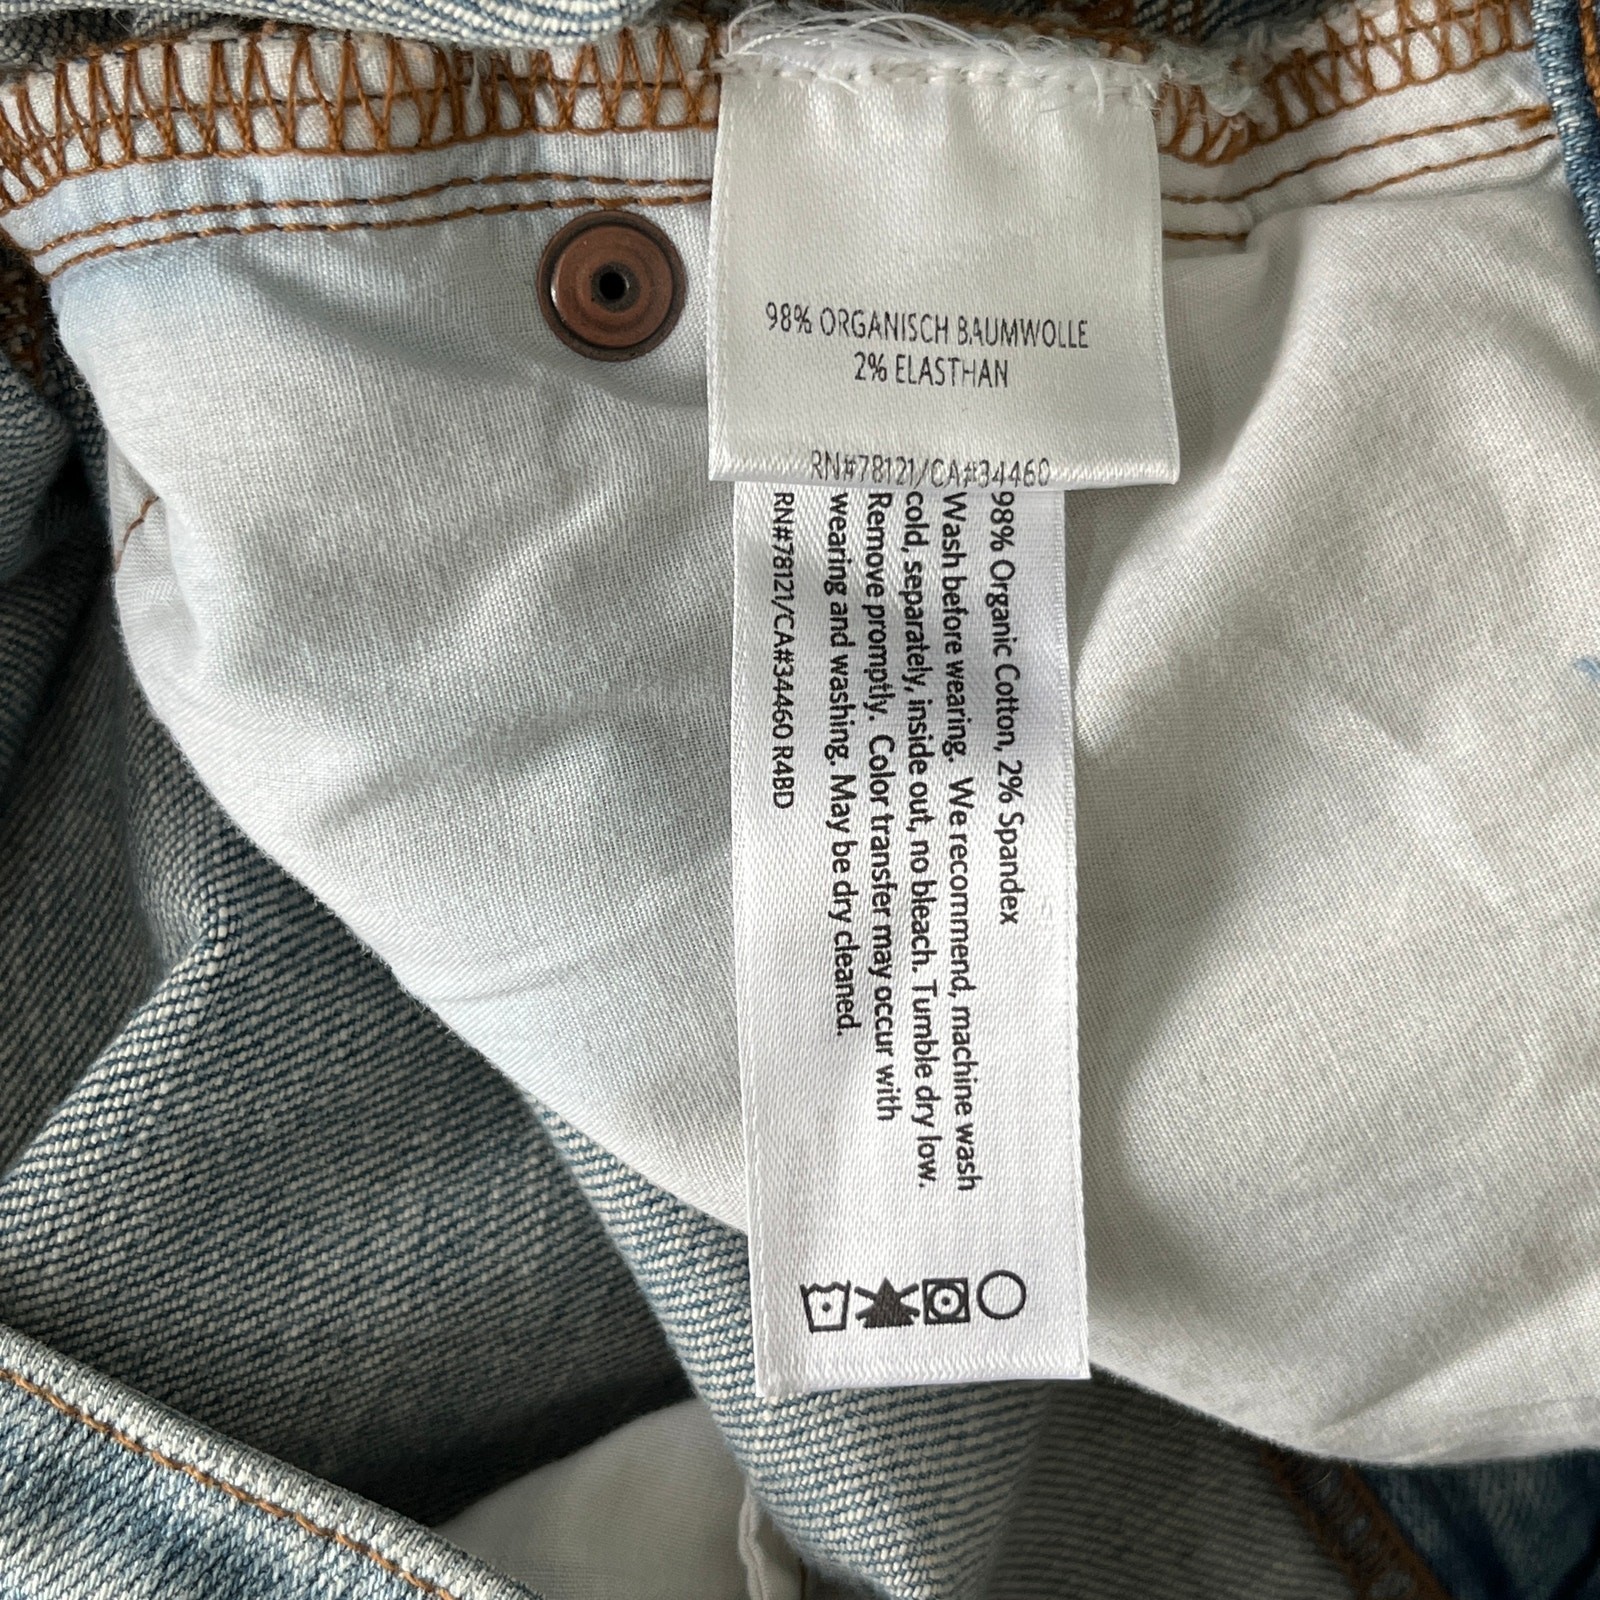 98% ORGANISCH BAUMWOLLE
2% ELASTHAN
RN#78121/CA#34460
98% Organic Cotton, 2% Spandex
Wash before wearing. We recommend, machine wash
cold, separately, inside out, no bleach. Tumble dry low.
Remove promptly. Color transfer may occur with
wearing and washing. May be dry cleaned.
RN#78121/CA#34460 R4BD